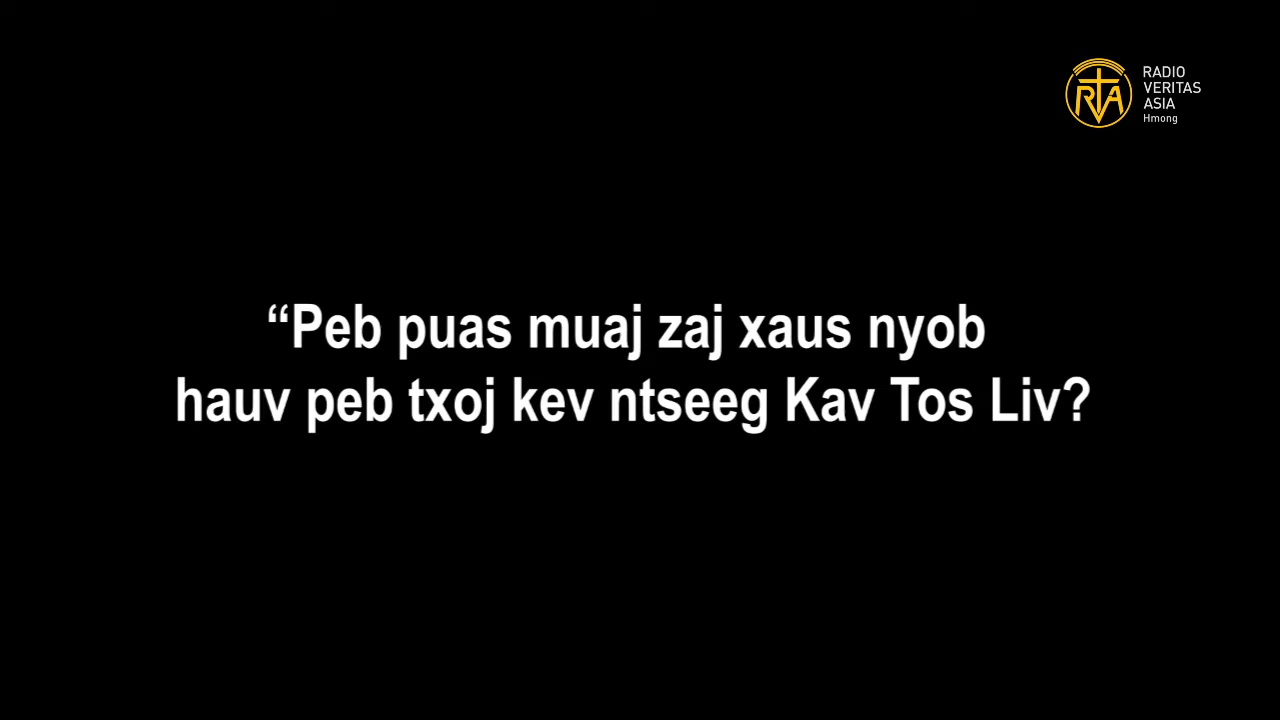 RADIO
VERITAS
ASIA
Hmong
“Peb puas muaj zaj xaus nyob
hauv peb txoj kev ntseeg Kav Tos Liv?